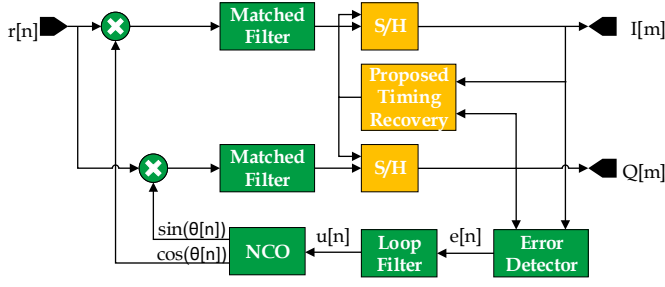 r[n]
Matched
Filter
S/H
I[m]
Proposed
Timing
Recovery
Matched
Filter
S/H
Q[m]
sin(θ[n])
cos(θ[n])
NCO
u[n]
Loop
Filter
e[n]
Error
Detector